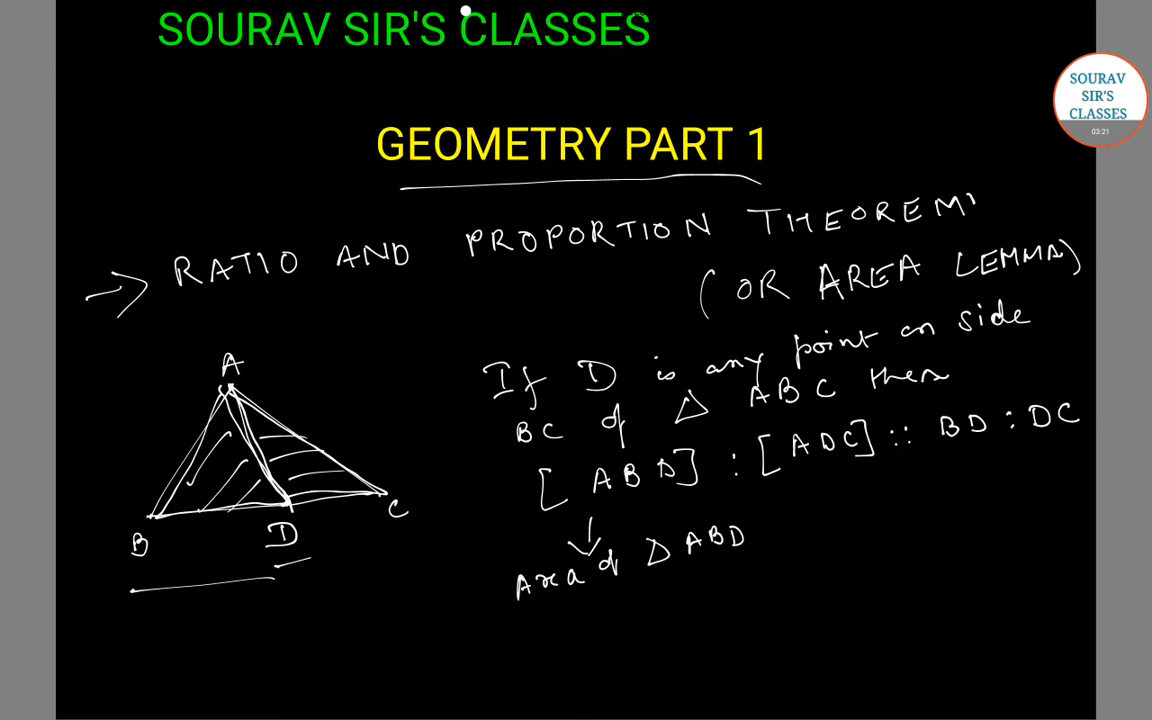 SOURAV SIR'S CLASSES
SOURAV
SIR'S
CLASSES
03:21
GEOMETRY PART 1
→ RATIO AND PROPORTION THEOREM
(OR AREA LEMMA)
If D is any point on side
BC of △ ABC then
[ABD] : [ADC] :: BD : DC
Area of △ ABD
A
B
D
C